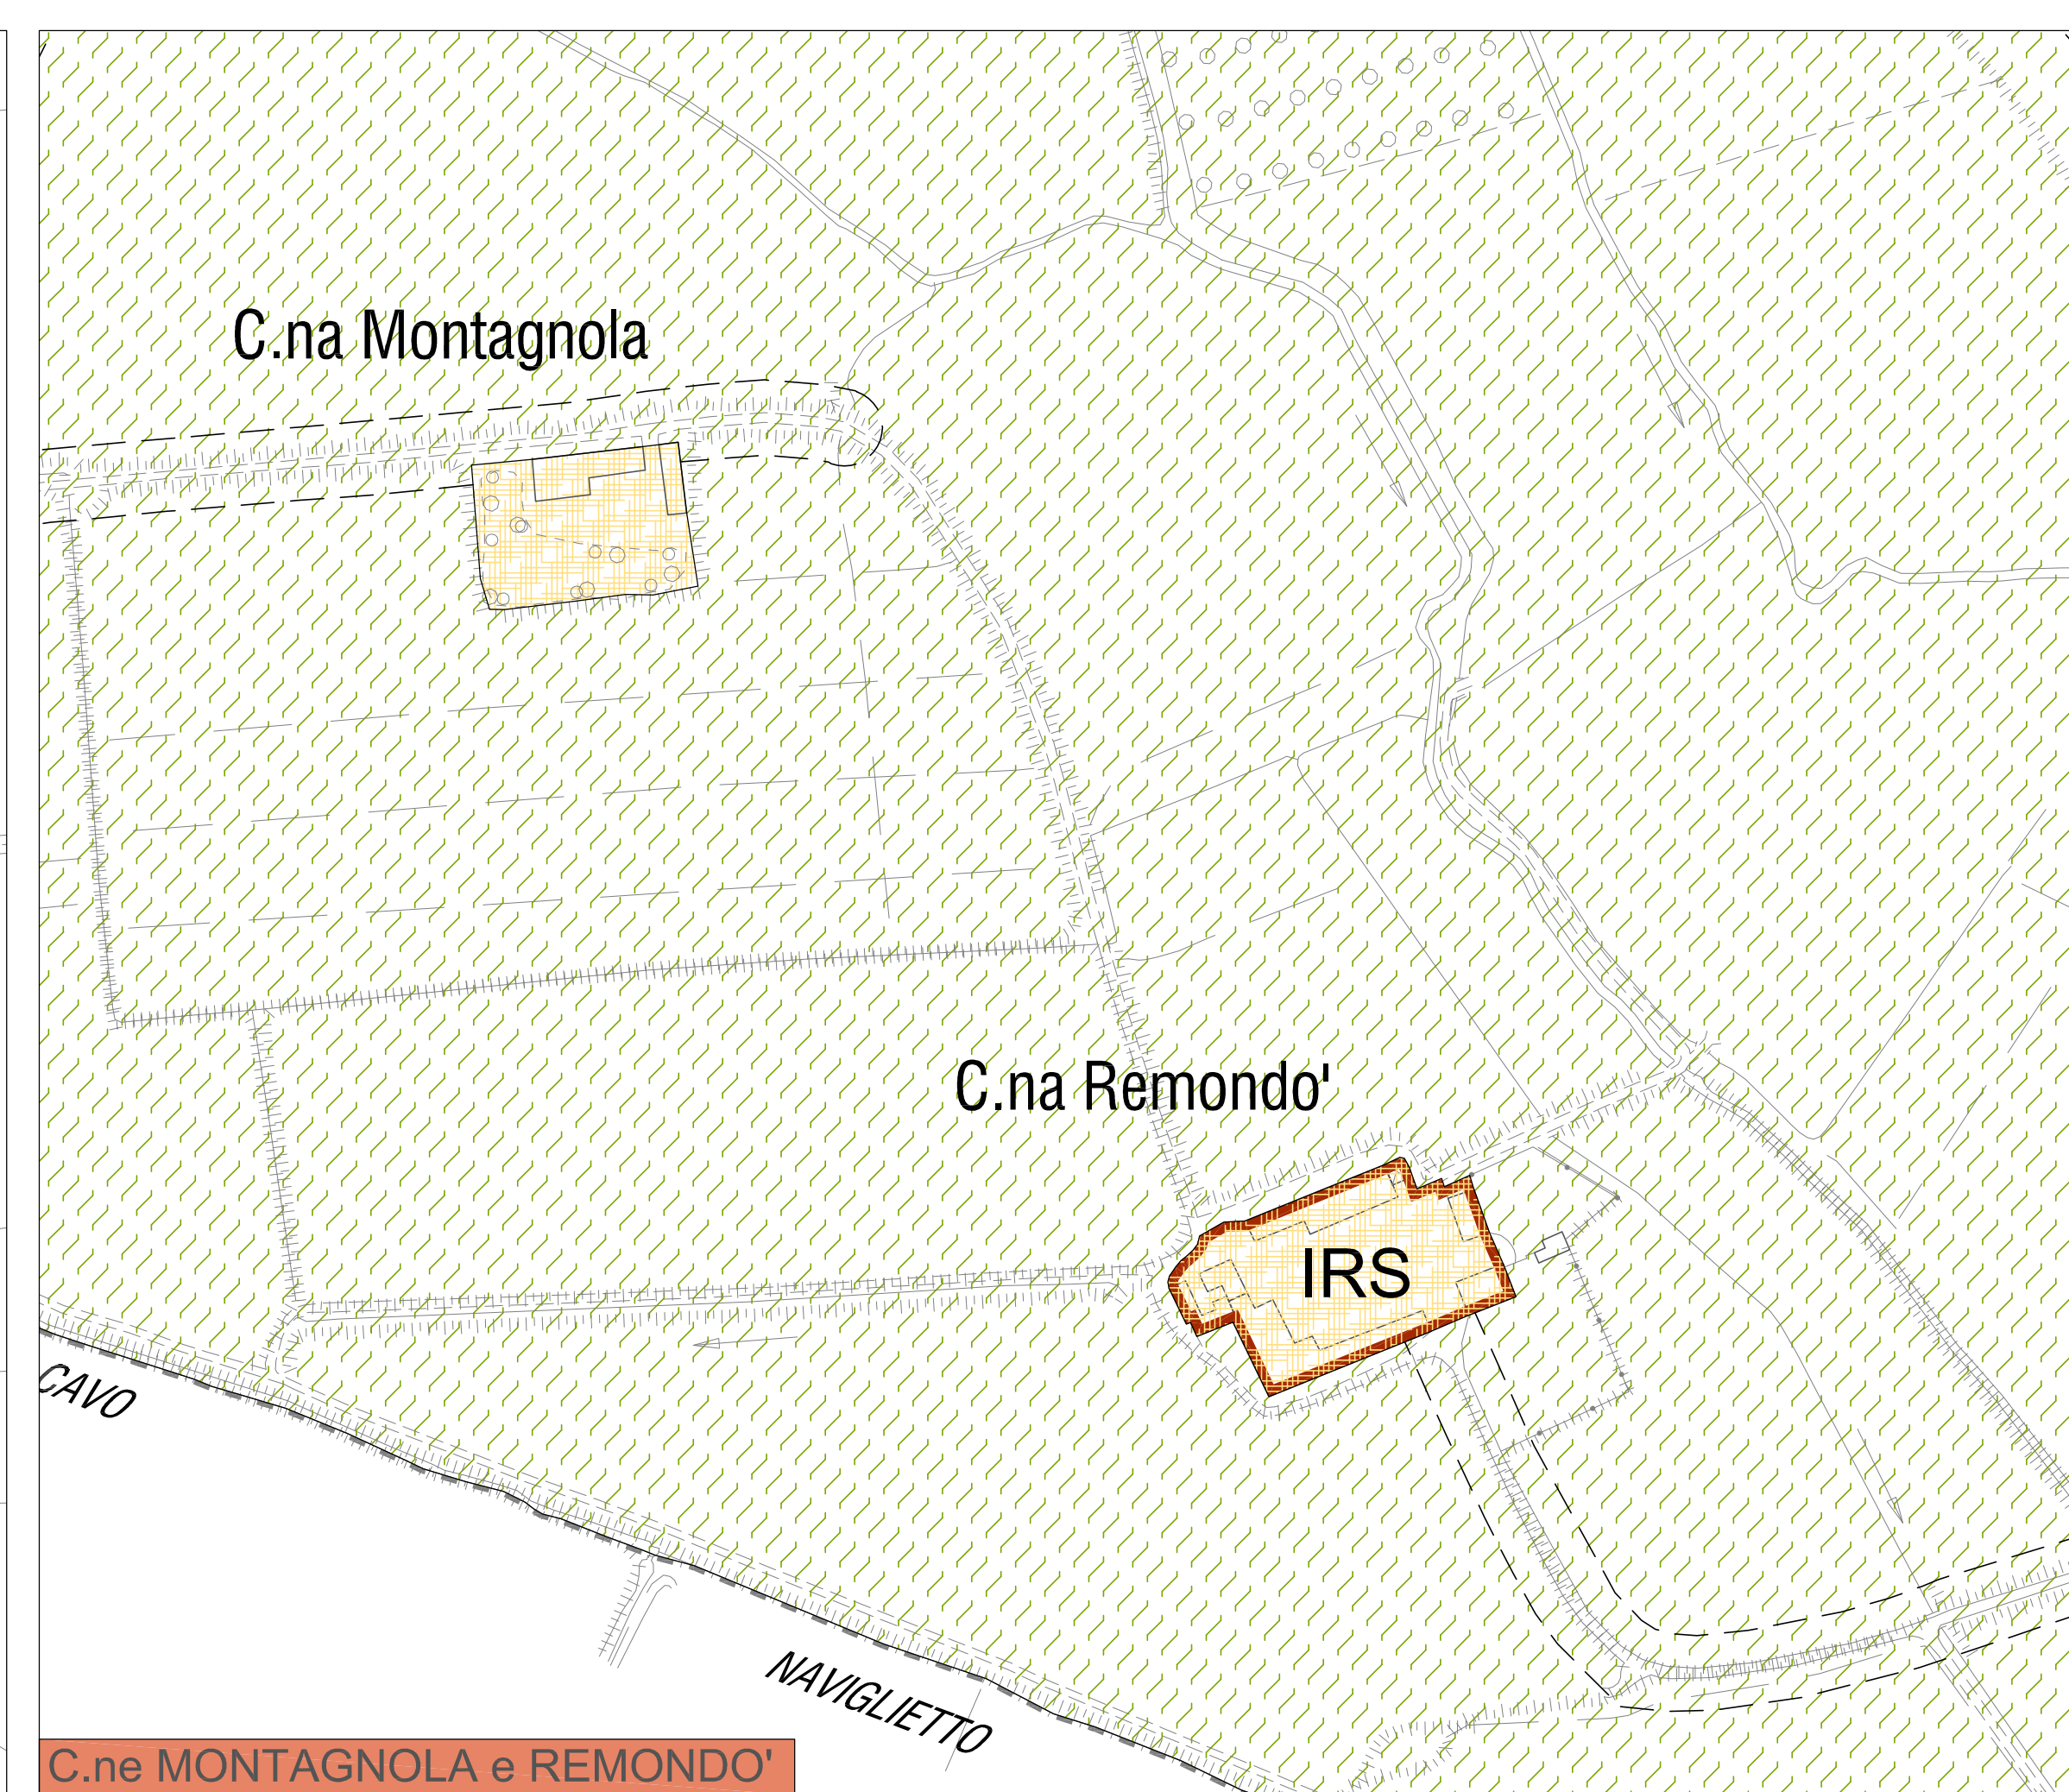 C.na Montagnola
C.na Remondo'
IRS
CAVO
NAVIGLIETTO
C.ne MONTAGNOLA e REMONDO'